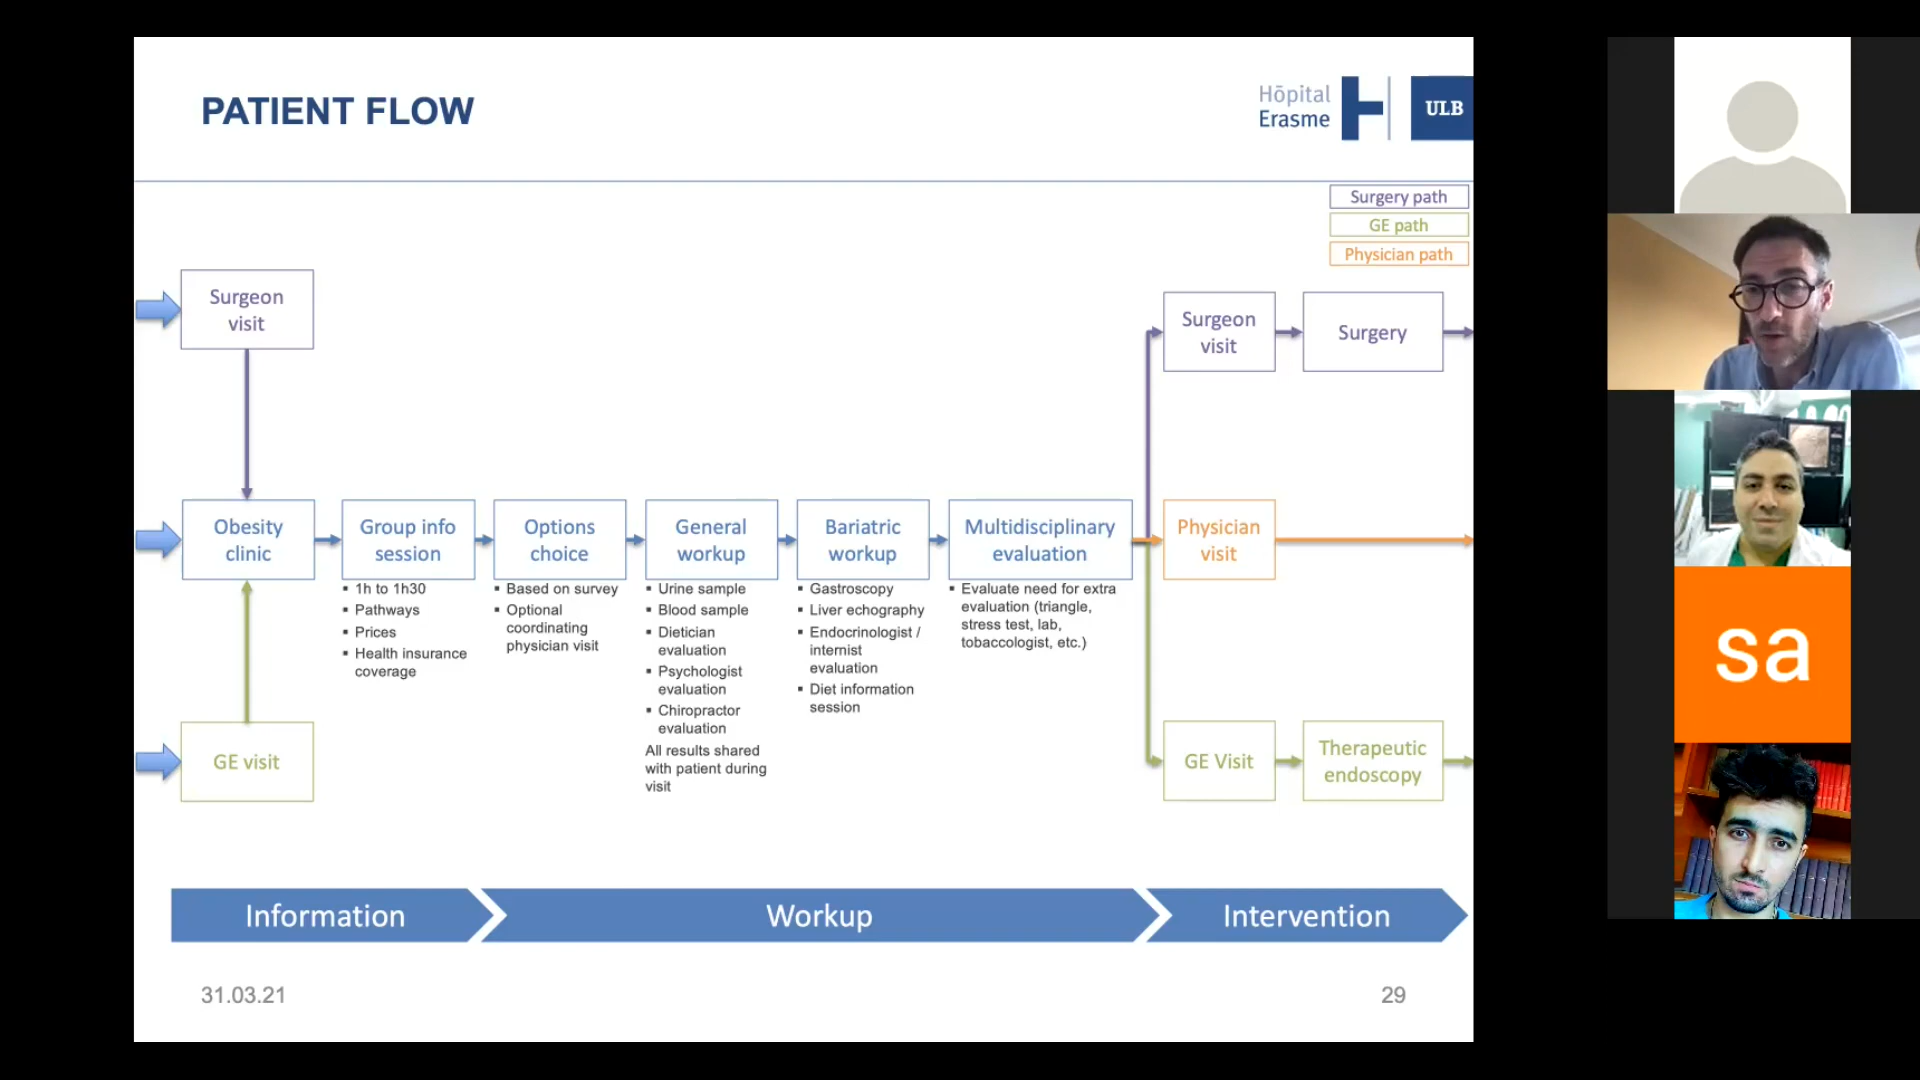 PATIENT FLOW
Hōpital
Erasme
ULB
Surgery path
GE path
Physician path
Surgeon
visit
Surgeon
visit
Surgery
Obesity
clinic
Group info
session
Options
choice
General
workup
Bariatric
workup
Multidisciplinary
evaluation
Physician
visit
▪ 1h to 1h30
▪ Pathways
▪ Prices
▪ Health insurance
coverage
▪ Based on survey
▪ Optional
coordinating
physician visit
▪ Urine sample
▪ Blood sample
▪ Dietician
evaluation
▪ Psychologist
evaluation
▪ Chiropractor
evaluation
All results shared
with patient during
visit
▪ Gastroscopy
▪ Liver echography
▪ Endocrinologist /
internist
evaluation
▪ Diet information
session
▪ Evaluate need for extra
evaluation (triangle,
stress test, lab,
tobaccologist, etc.)
GE visit
GE Visit
Therapeutic
endoscopy
Information
Workup
Intervention
31.03.21
29
sa